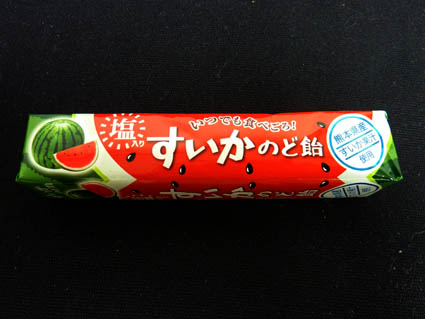 塩
入り
いつでも食べごろ!
すいかのど飴
熊本県産
すいか果汁
使用